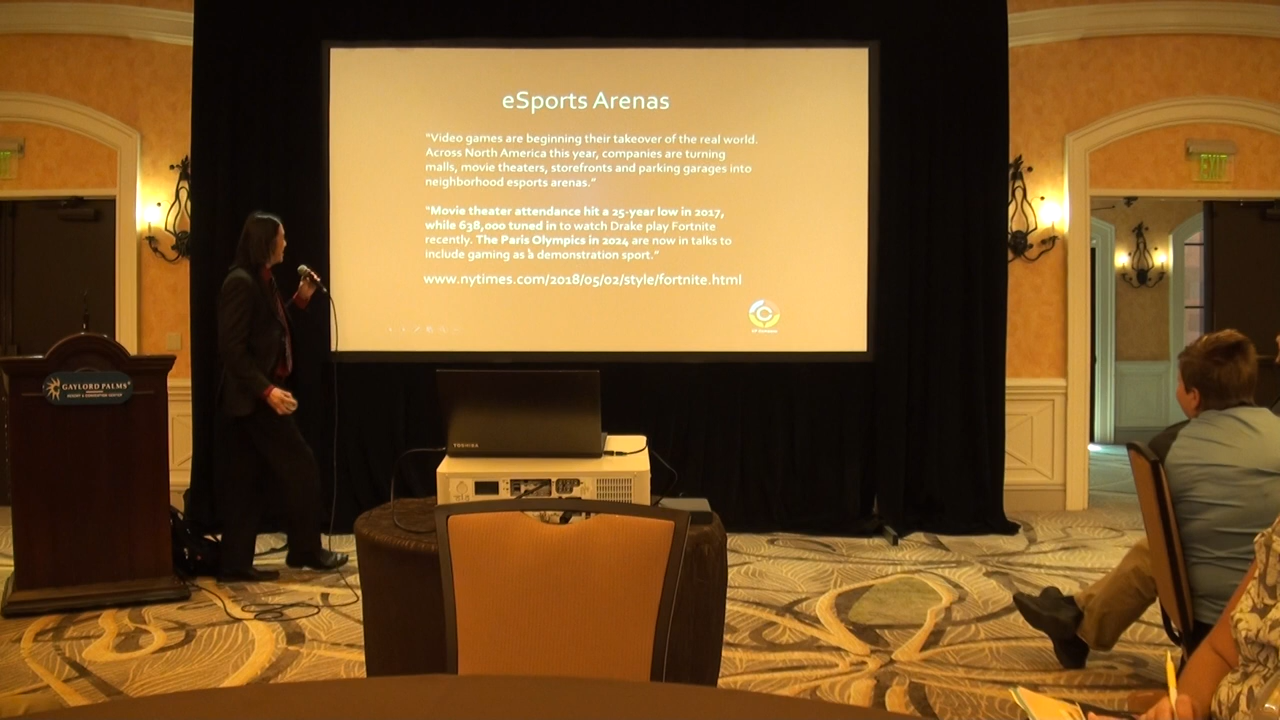 eSports Arenas
"Video games are beginning their takeover of the real world.
Across North America this year, companies are turning
malls, movie theaters, storefronts and parking garages into
neighborhood esports arenas."
"Movie theater attendance hit a 25-year low in 2017,
while 638,000 tuned in to watch Drake play Fortnite
recently. The Paris Olympics in 2024 are now in talks to
include gaming as a demonstration sport."
www.nytimes.com/2018/05/02/style/fortnite.html
C
EXIT
GAYLORD PALMS
TOSHIBA